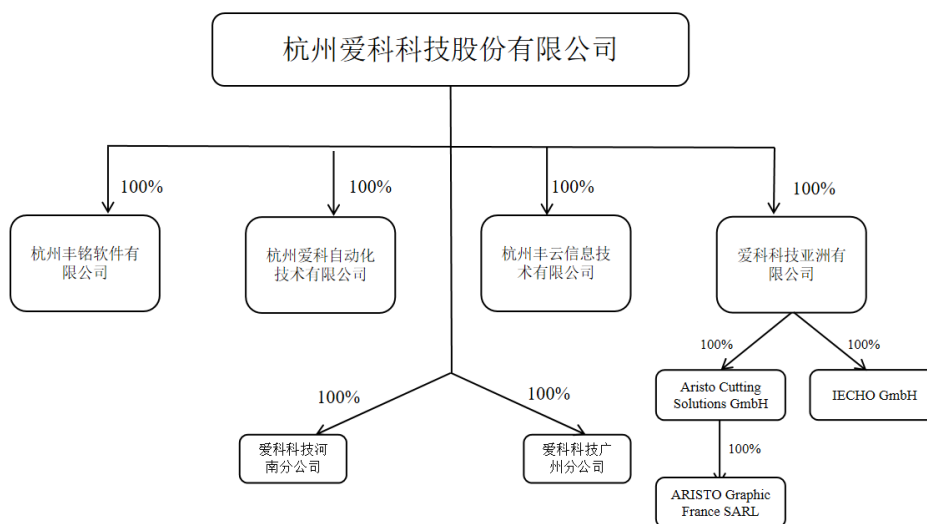 杭州爱科科技股份有限公司
100%
100%
100%
100%
杭州丰铭软件有
限公司
杭州爱科自动化
技术有限公司
杭州丰云信息技
术有限公司
爱科科技亚洲有
限公司
100%
100%
Aristo Cutting
Solutions GmbH
IECHO GmbH
100%
100%
爱科科技河
南分公司
爱科科技广
州分公司
100%
ARISTO Graphic
France SARL